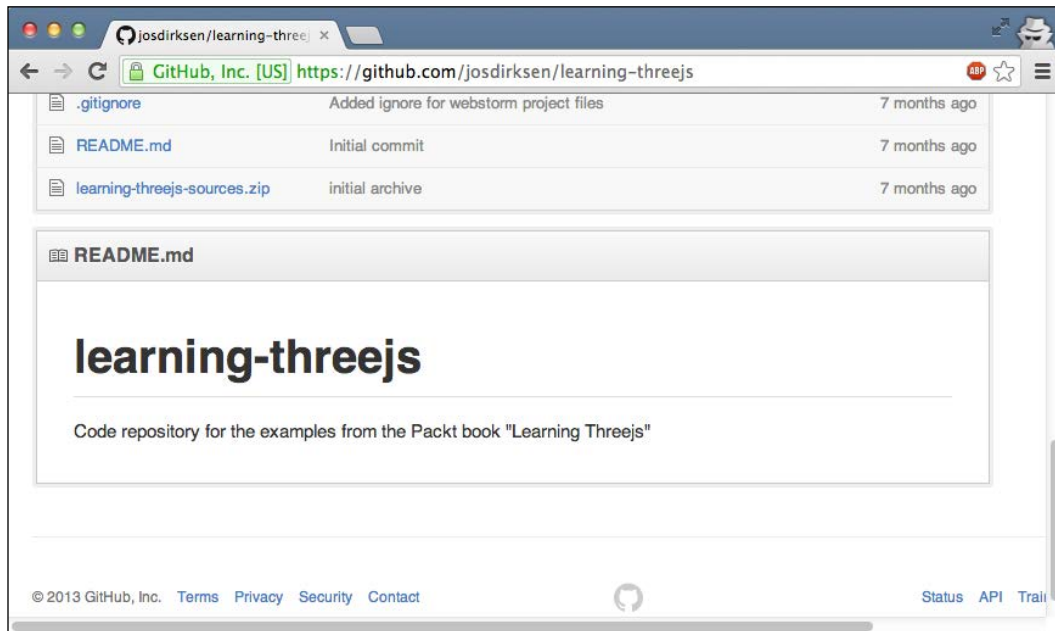 josdirksen/learning-three
GitHub, Inc. [US] https://github.com/josdirksen/learning-threejs
ABP
.gitignore Added ignore for webstorm project files 7 months ago
README.md Initial commit 7 months ago
learning-threejs-sources.zip initial archive 7 months ago
README.md
learning-threejs
Code repository for the examples from the Packt book "Learning Threejs"
© 2013 GitHub, Inc. Terms Privacy Security Contact Status API Trai